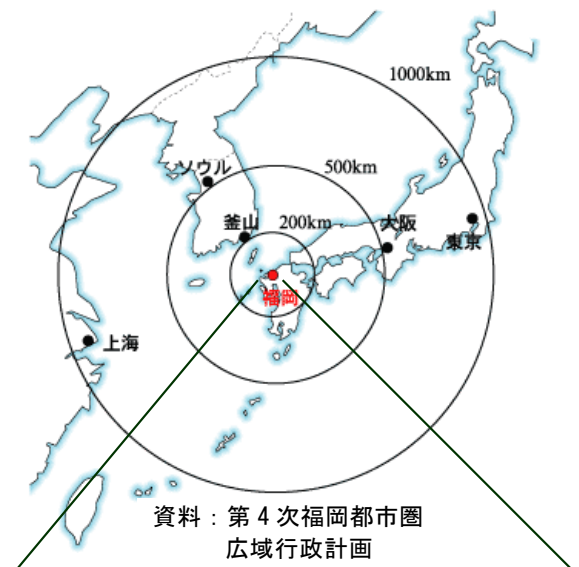 1000km
ソウル
500km
釜山
200km
大阪
東京
福岡
上海
資料：第４次福岡都市圏
広域行政計画